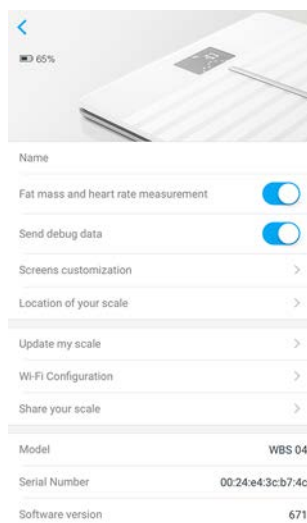 65%
Name
Fat mass and heart rate measurement
Send debug data
Screens customization
Location of your scale
Update my scale
Wi-Fi Configuration
Share your scale
Model WBS 04
Serial Number 00:24:e4:3c:b7:4c
Software version 671